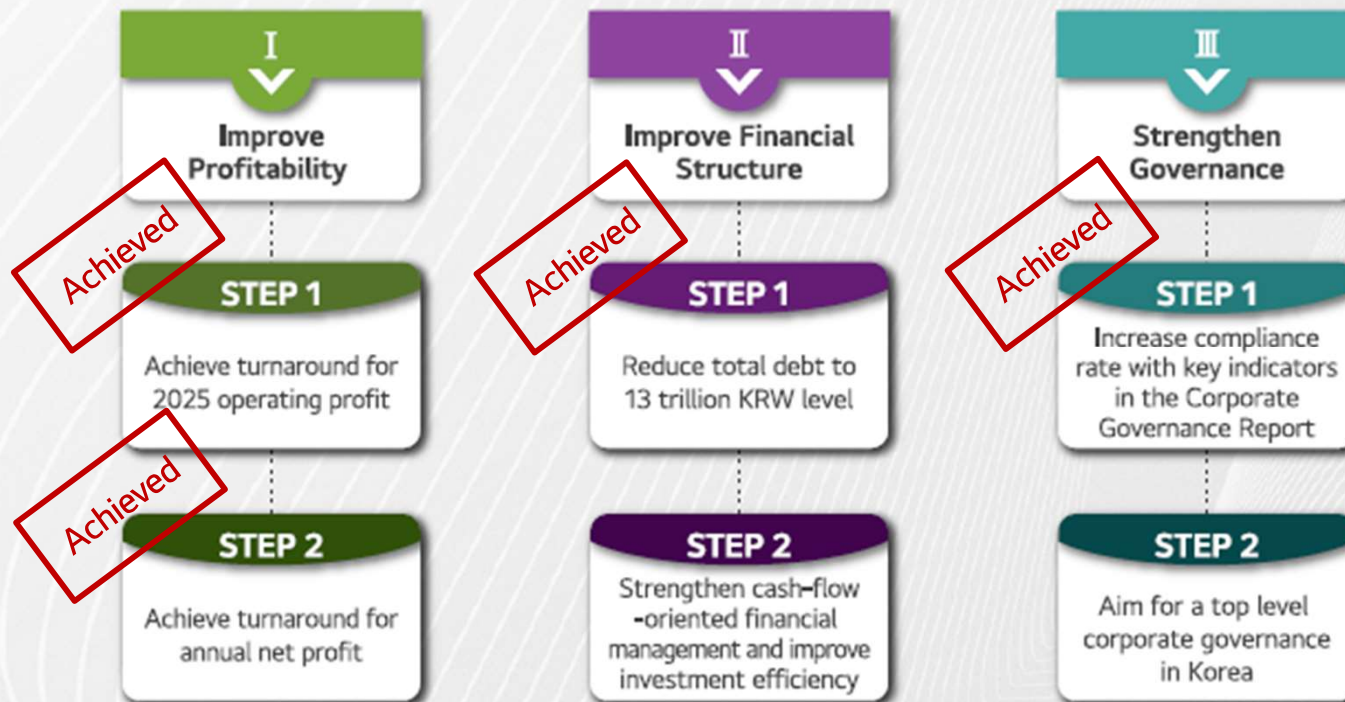 Ⅰ
Improve
Profitability
Achieved
STEP 1
Achieve turnaround for
2025 operating profit
Achieved
STEP 2
Achieve turnaround for
annual net profit
Ⅱ
Improve Financial
Structure
Achieved
STEP 1
Reduce total debt to
13 trillion KRW level
STEP 2
Strengthen cash-flow
-oriented financial
management and improve
investment efficiency
Ⅲ
Strengthen
Governance
Achieved
STEP 1
Increase compliance
rate with key indicators
in the Corporate
Governance Report
STEP 2
Aim for a top level
corporate governance
in Korea